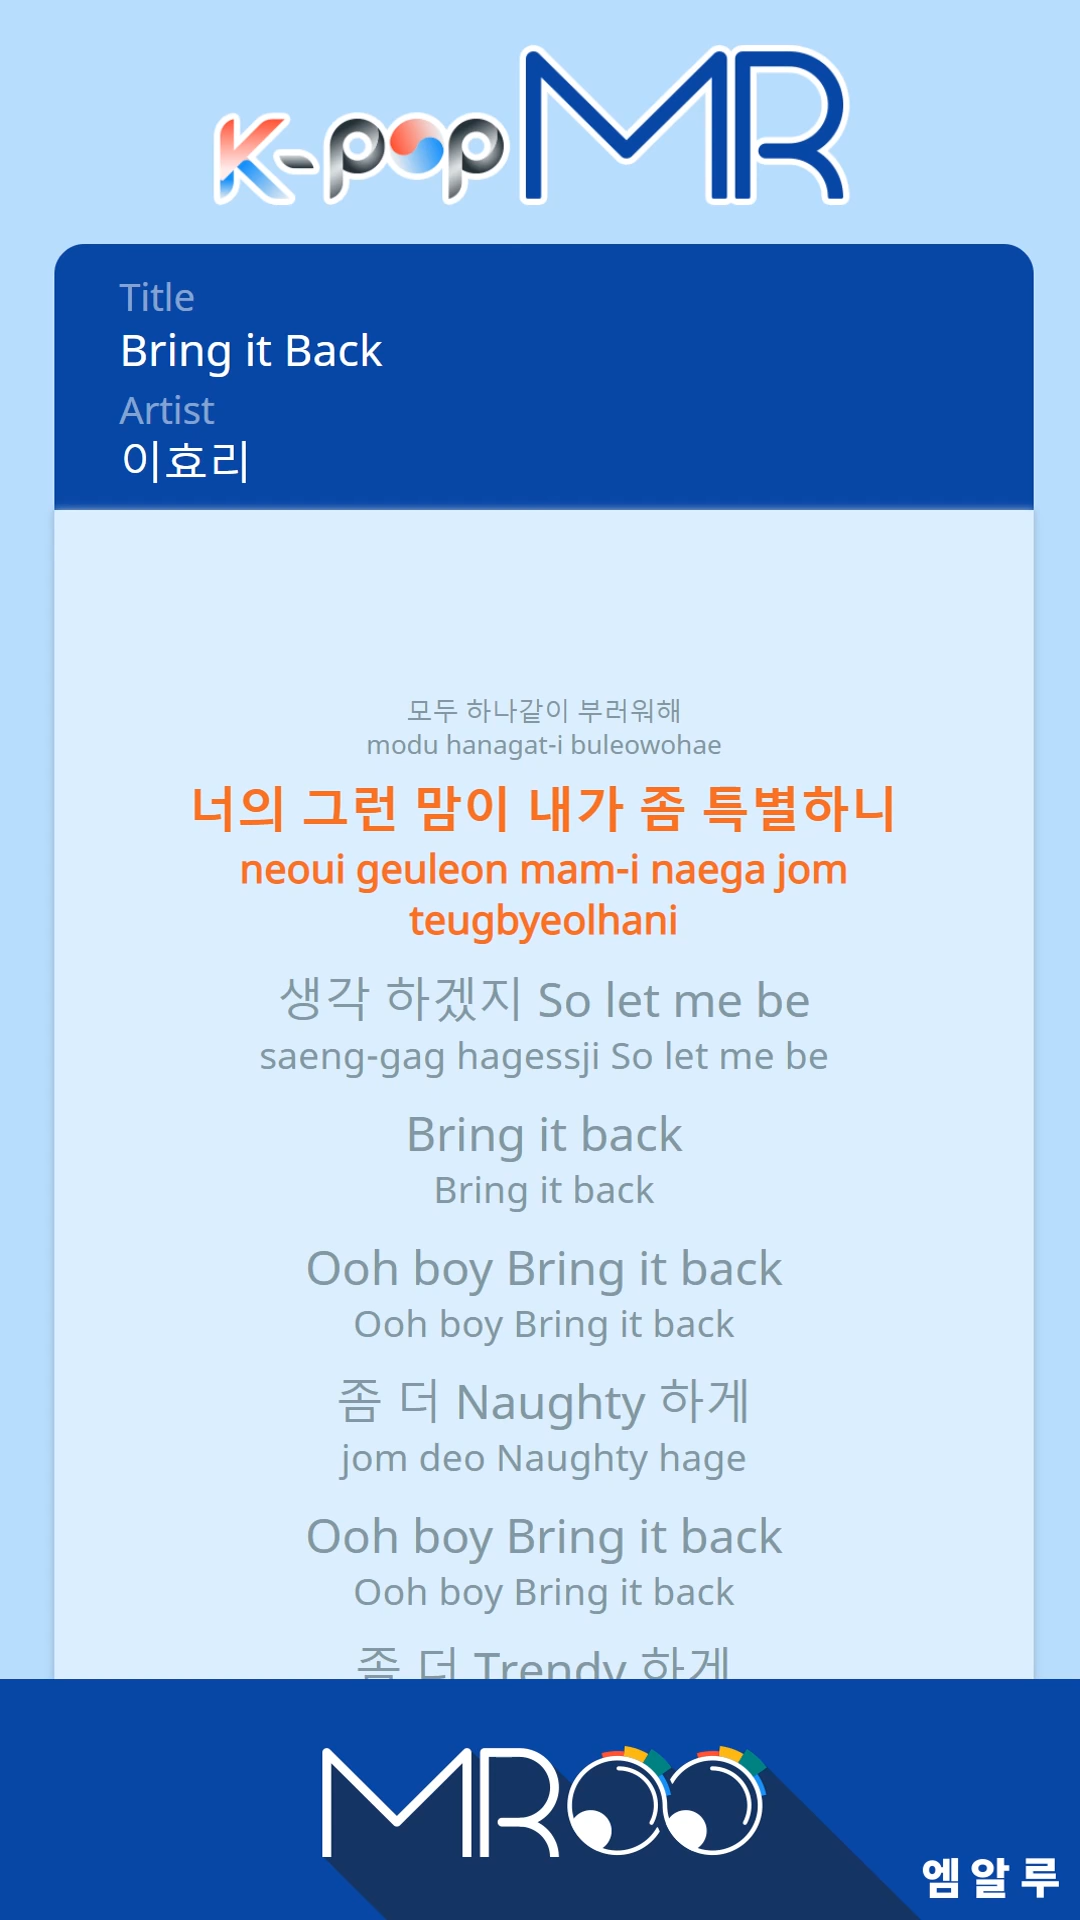 K-pop MR
Title
Bring it Back
Artist
이효리
모두 하나같이 부러워해
modu hanagat-i buleowohae
너의 그런 맘이 내가 좀 특별하니
neoui geuleon mam-i naega jom
teugbyeolhani
생각 하겠지 So let me be
saeng-gag hagessji So let me be
Bring it back
Bring it back
Ooh boy Bring it back
Ooh boy Bring it back
좀 더 Naughty 하게
jom deo Naughty hage
Ooh boy Bring it back
Ooh boy Bring it back
좀 더 Trendy 하게
MROO
엠알루